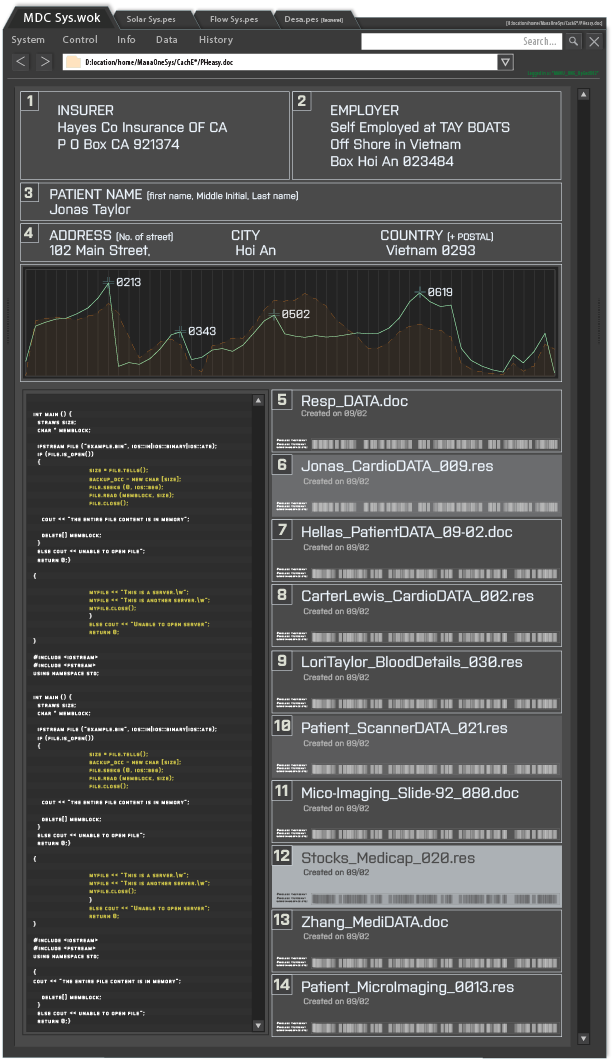 MDC Sys.wok
Solar Sys.pes
Flow Sys.pes
Desa.pes
[D:location/home/ManaOneSys/CachE*/PHeasy.doc]
System Control Info Data History
Search...
D:location/home/ManaOneSys/CachE*/PHeasy.doc
1
INSURER
Hayes Co Insurance OF CA
P O Box CA 921374
2
EMPLOYER
Self Employed at TAY BOATS
Off Shore in Vietnam
Box Hoi An 023484
3
PATIENT NAME (first name, Middle Initial, Last name)
Jonas Taylor
4
ADDRESS (No. of street) CITY COUNTRY (+ POSTAL)
102 Main Street, Hoi An Vietnam 0293
0213
0343
0502
0619
INT MAIN () {
STRAWS SIZE;
CHAR * MEMBLOCK;
IFSTREAM FILE ("EXAMPLE.BIN", IOS::IN|IOS::BINARY|IOS::ATE);
IF (FILE.IS_OPEN())
{
SIZE = FILE.TELLG();
BACKUP_OCC = NEW CHAR [SIZE];
FILE.SEEKG (0, IOS::BEG);
FILE.READ (MEMBLOCK, SIZE);
FILE.CLOSE();
COUT << "THE ENTIRE FILE CONTENT IS IN MEMORY";
DELETE[] MEMBLOCK;
}
ELSE COUT << UNABLE TO OPEN FILE";
RETURN 0;}
{
MYFILE << "THIS IS A SERVER.\W";
MYFILE << "THIS IS ANOTHER SERVER.\W";
MYFILE.CLOSE();
}
ELSE COUT << "UNABLE TO OPEN SERVER";
RETURN 0;
}
#INCLUDE <IOSTREAM>
#INCLUDE <FSTREAM>
USING NAMESPACE STD;
INT MAIN () {
STRAWS SIZE;
CHAR * MEMBLOCK;
IFSTREAM FILE ("EXAMPLE.BIN", IOS::IN|IOS::BINARY|IOS::ATE);
IF (FILE.IS_OPEN())
{
SIZE = FILE.TELLG();
BACKUP_OCC = NEW CHAR [SIZE];
FILE.SEEKG (0, IOS::BEG);
FILE.READ (MEMBLOCK, SIZE);
FILE.CLOSE();
COUT << "THE ENTIRE FILE CONTENT IS IN MEMORY";
DELETE[] MEMBLOCK;
}
ELSE COUT << UNABLE TO OPEN FILE";
RETURN 0;}
{
MYFILE << "THIS IS A SERVER.\W";
MYFILE << "THIS IS ANOTHER SERVER.\W";
MYFILE.CLOSE();
}
ELSE COUT << "UNABLE TO OPEN SERVER";
RETURN 0;
}
#INCLUDE <IOSTREAM>
#INCLUDE <FSTREAM>
USING NAMESPACE STD;
{
COUT << "THE ENTIRE FILE CONTENT IS IN MEMORY";
DELETE[] MEMBLOCK;
}
ELSE COUT << UNABLE TO OPEN FILE";
RETURN 0;}
5
Resp_DATA.doc
Created on 09/02
6
Jonas_CardioDATA_009.res
Created on 09/02
7
Hellas_PatientDATA_09-02.doc
Created on 09/02
8
CarterLewis_CardioDATA_002.res
Created on 09/02
9
LoriTaylor_BloodDetails_030.res
Created on 09/02
10
Patient_ScannerDATA_021.res
Created on 09/02
11
Mico-Imaging_Slide-92_080.doc
Created on 09/02
12
Stocks_Medicap_020.res
Created on 09/02
13
Zhang_MediDATA.doc
Created on 09/02
14
Patient_MicroImaging_0013.res
Created on 09/02